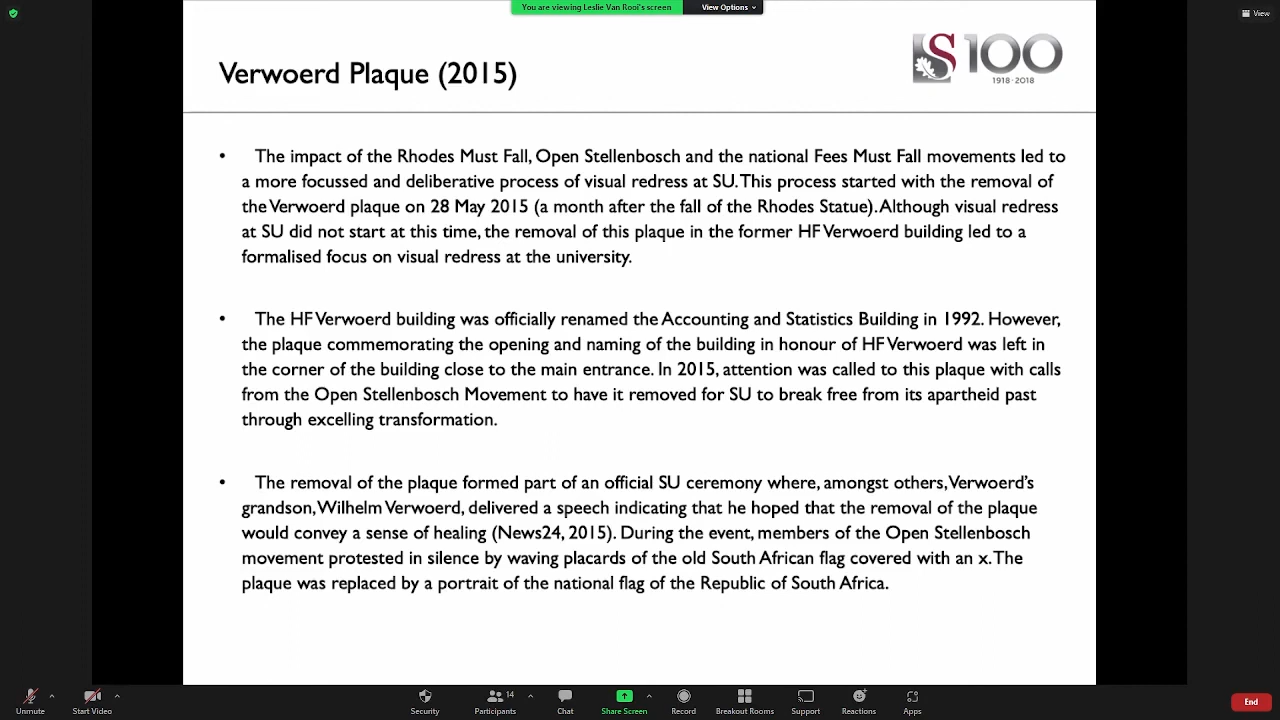 You are viewing Leslie Van Rooi's screen
View Options
View
Verwoerd Plaque (2015)
S100
1918 · 2018
• The impact of the Rhodes Must Fall, Open Stellenbosch and the national Fees Must Fall movements led to
a more focussed and deliberative process of visual redress at SU. This process started with the removal of
the Verwoerd plaque on 28 May 2015 (a month after the fall of the Rhodes Statue). Although visual redress
at SU did not start at this time, the removal of this plaque in the former HF Verwoerd building led to a
formalised focus on visual redress at the university.
• The HF Verwoerd building was officially renamed the Accounting and Statistics Building in 1992. However,
the plaque commemorating the opening and naming of the building in honour of HF Verwoerd was left in
the corner of the building close to the main entrance. In 2015, attention was called to this plaque with calls
from the Open Stellenbosch Movement to have it removed for SU to break free from its apartheid past
through excelling transformation.
• The removal of the plaque formed part of an official SU ceremony where, amongst others, Verwoerd's
grandson, Wilhelm Verwoerd, delivered a speech indicating that he hoped that the removal of the plaque
would convey a sense of healing (News24, 2015). During the event, members of the Open Stellenbosch
movement protested in silence by waving placards of the old South African flag covered with an x. The
plaque was replaced by a portrait of the national flag of the Republic of South Africa.
Unmute Start Video Security Participants 14 Chat Share Screen Record Breakout Rooms Support Reactions Apps End